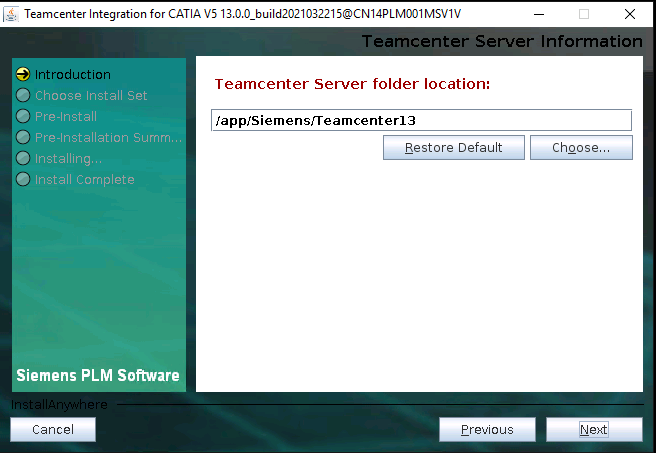 Teamcenter Integration for CATIA V5 13.0.0_build2021032215@CN14PLM001MSV1V
Teamcenter Server Information
Introduction
Choose Install Set
Pre-Install
Pre-Installation Summ...
Installing...
Install Complete
Siemens PLM Software
Teamcenter Server folder location:
/app/Siemens/Teamcenter13
Restore Default
Choose...
InstallAnywhere
Cancel
Previous
Next